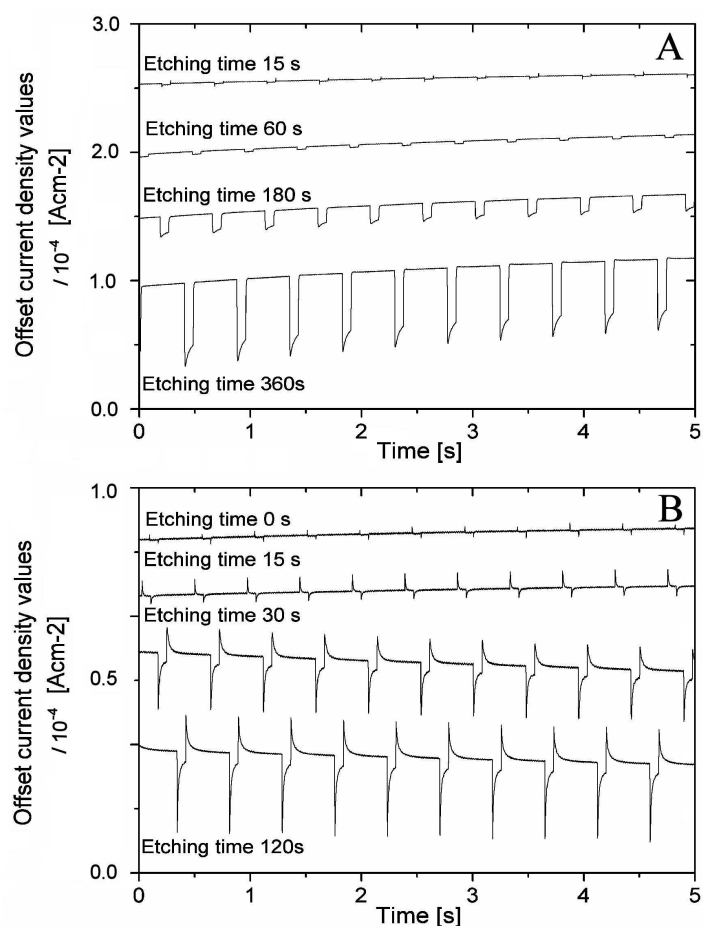 A
3.0
Etching time 15 s
Etching time 60 s
2.0
Etching time 180 s
1.0
Etching time 360s
0.0
0 1 2 3 4 5
Time [s]
Offset current density values
/ 10⁻⁴ [Acm-2]
B
1.0
Etching time 0 s
Etching time 15 s
Etching time 30 s
0.5
Etching time 120s
0.0
0 1 2 3 4 5
Time [s]
Offset current density values
/ 10⁻⁴ [Acm-2]